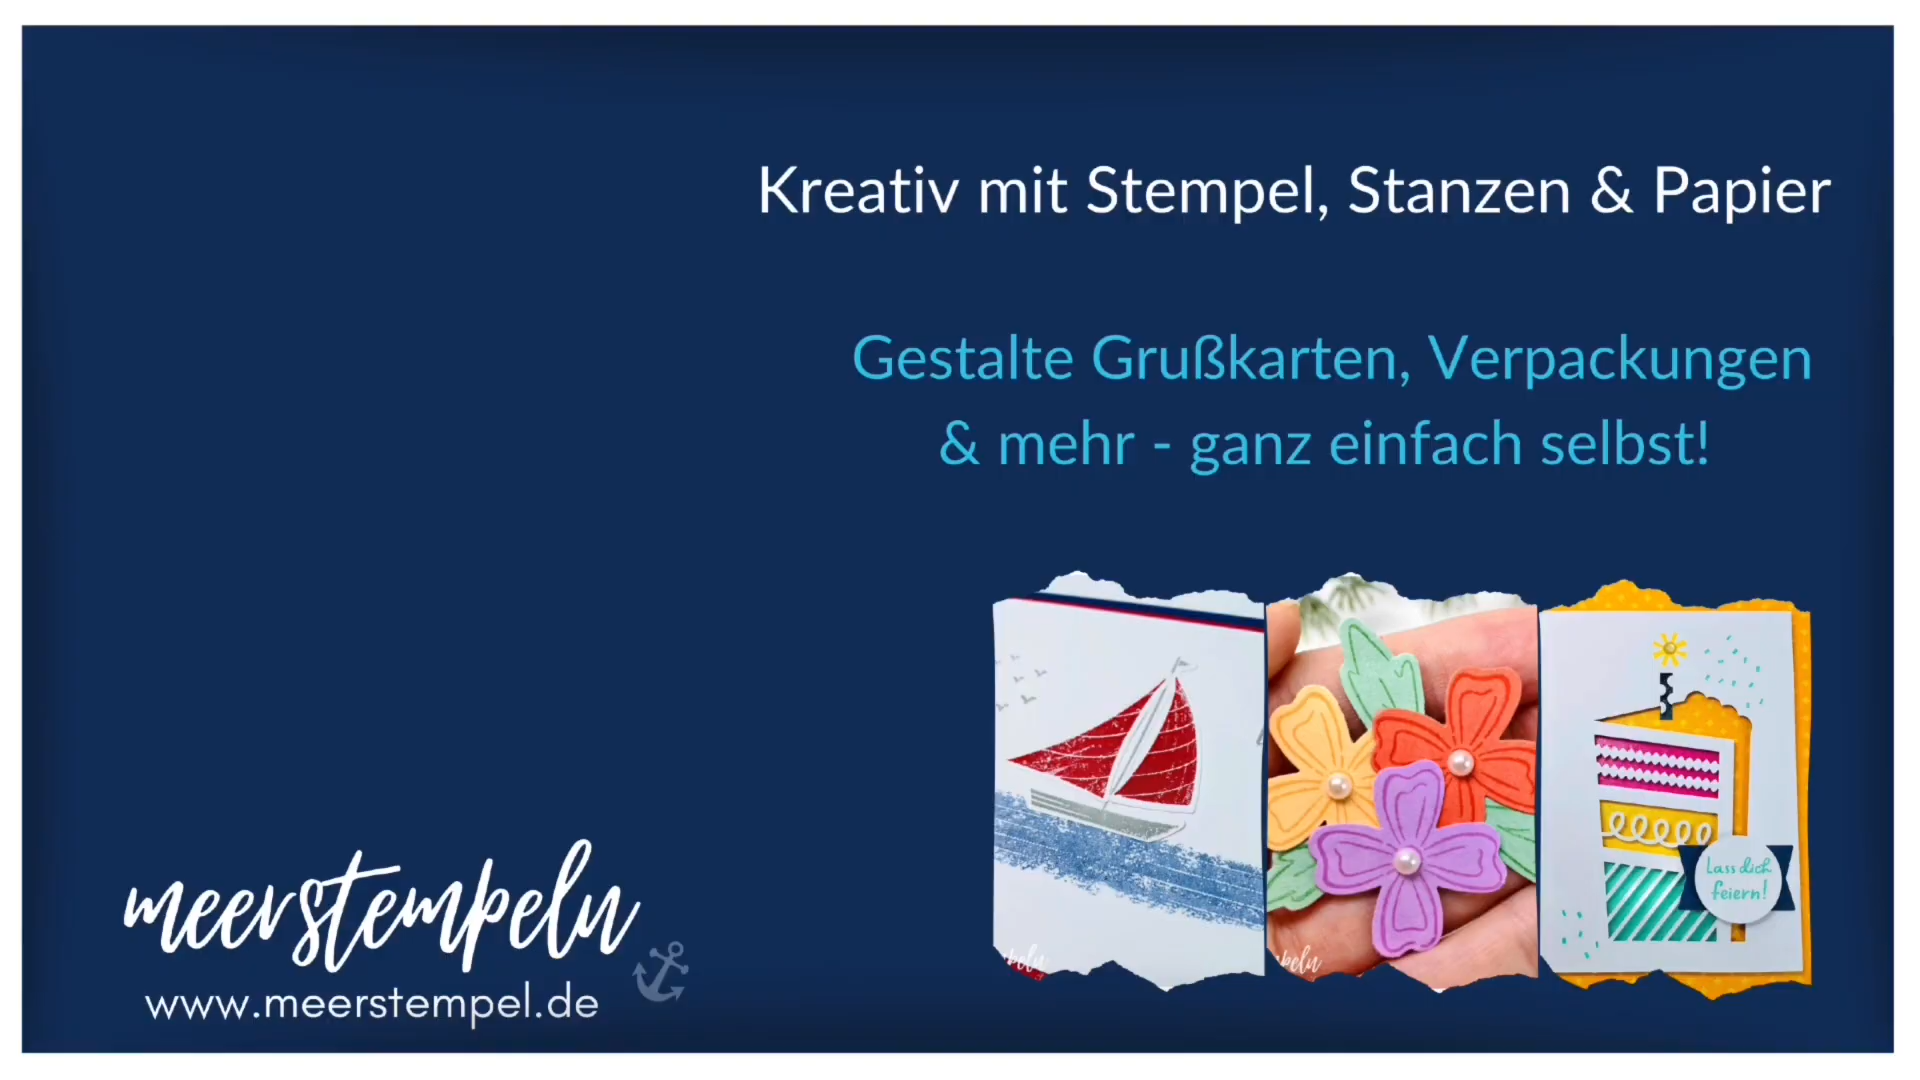 Kreativ mit Stempel, Stanzen & Papier
Gestalte Grußkarten, Verpackungen
& mehr - ganz einfach selbst!
meerstempeln
www.meerstempel.de
Lass dich
feiern!